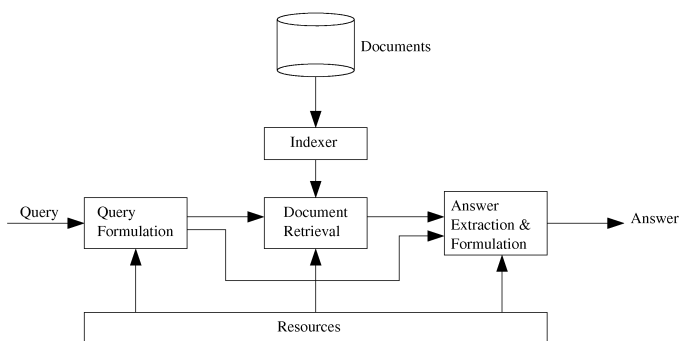 Documents
Indexer
Query
Query
Formulation
Document
Retrieval
Answer
Extraction &
Formulation
Answer
Resources